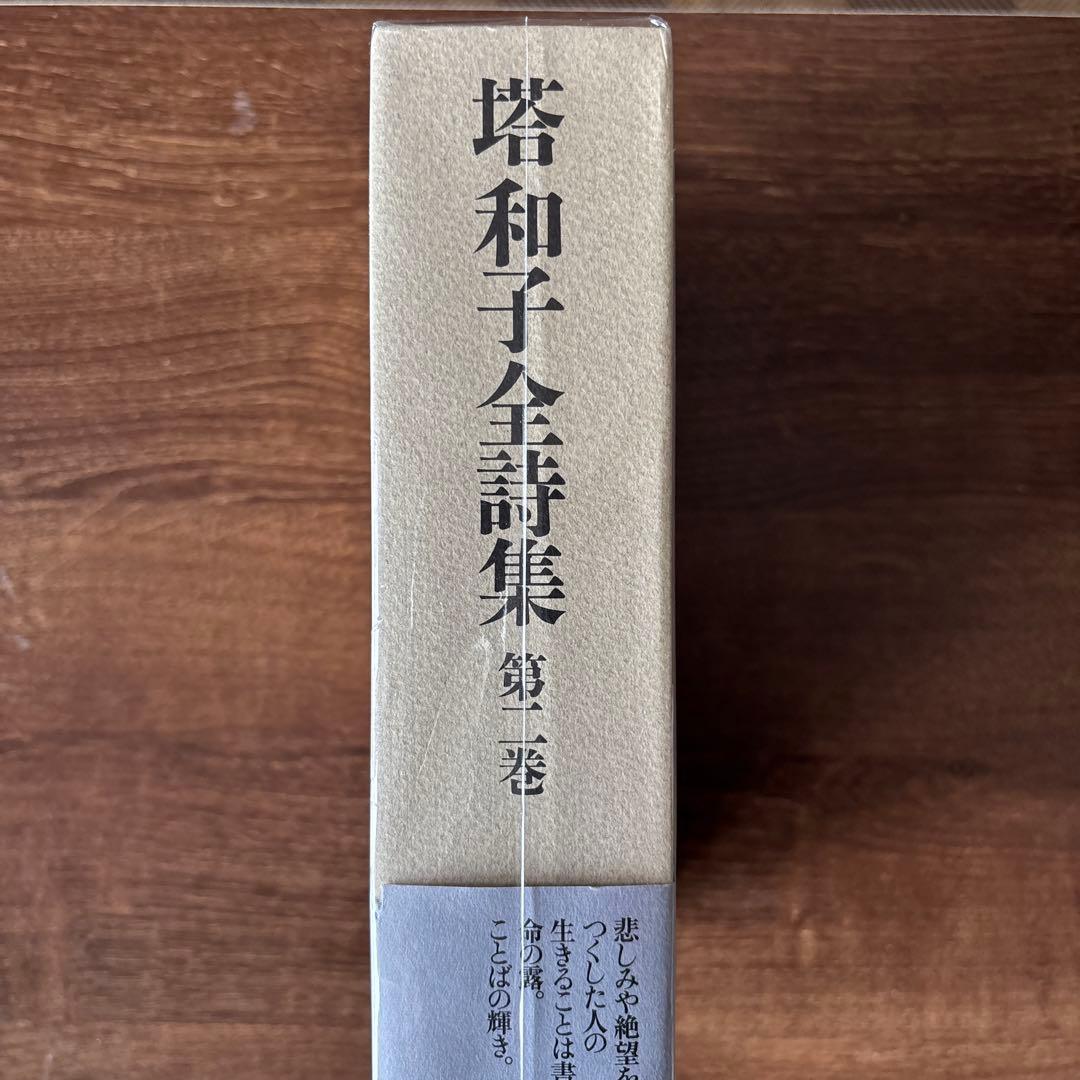 塔 和子全詩集 第二巻
悲しみや絶望を
つくした人の
生きることは書
命の露。
ことばの輝き。